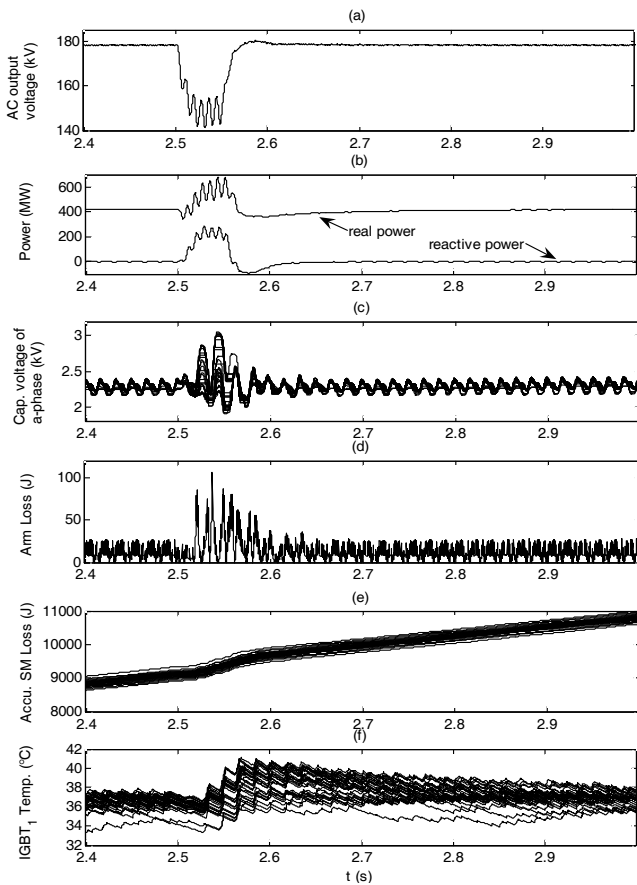 (a)
180
160
140
AC output
voltage (kV)
2.4 2.5 2.6 2.7 2.8 2.9
(b)
600
400
200
0
Power (MW)
real power
reactive power
2.4 2.5 2.6 2.7 2.8 2.9
(c)
3
2.5
2
Cap. voltage of
a-phase (kV)
2.4 2.5 2.6 2.7 2.8 2.9
(d)
100
50
0
Arm Loss (J)
2.4 2.5 2.6 2.7 2.8 2.9
(e)
11000
10000
9000
8000
Accu. SM Loss (J)
2.4 2.5 2.6 2.7 2.8 2.9
(f)
42
40
38
36
34
32
IGBT1 Temp. (°C)
2.4 2.5 2.6 2.7 2.8 2.9
t (s)